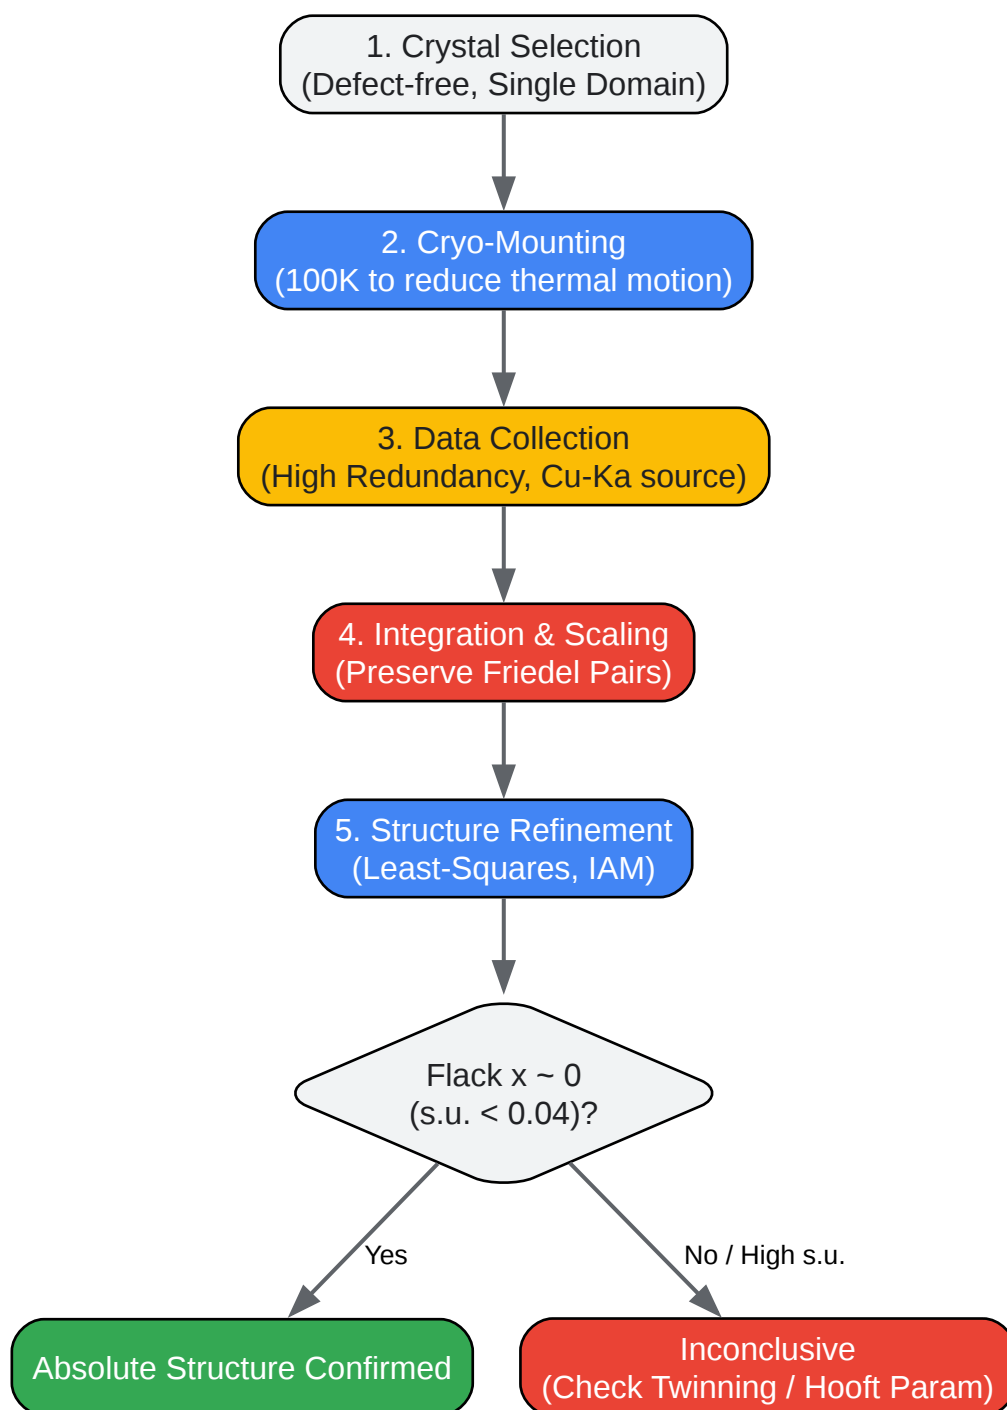 1. Crystal Selection
(Defect-free, Single Domain)
2. Cryo-Mounting
(100K to reduce thermal motion)
3. Data Collection
(High Redundancy, Cu-Ka source)
4. Integration & Scaling
(Preserve Friedel Pairs)
5. Structure Refinement
(Least-Squares, IAM)
Flack x ~ 0
(s.u. < 0.04)?
Yes
No / High s.u.
Absolute Structure Confirmed
Inconclusive
(Check Twinning / Hooft Param)